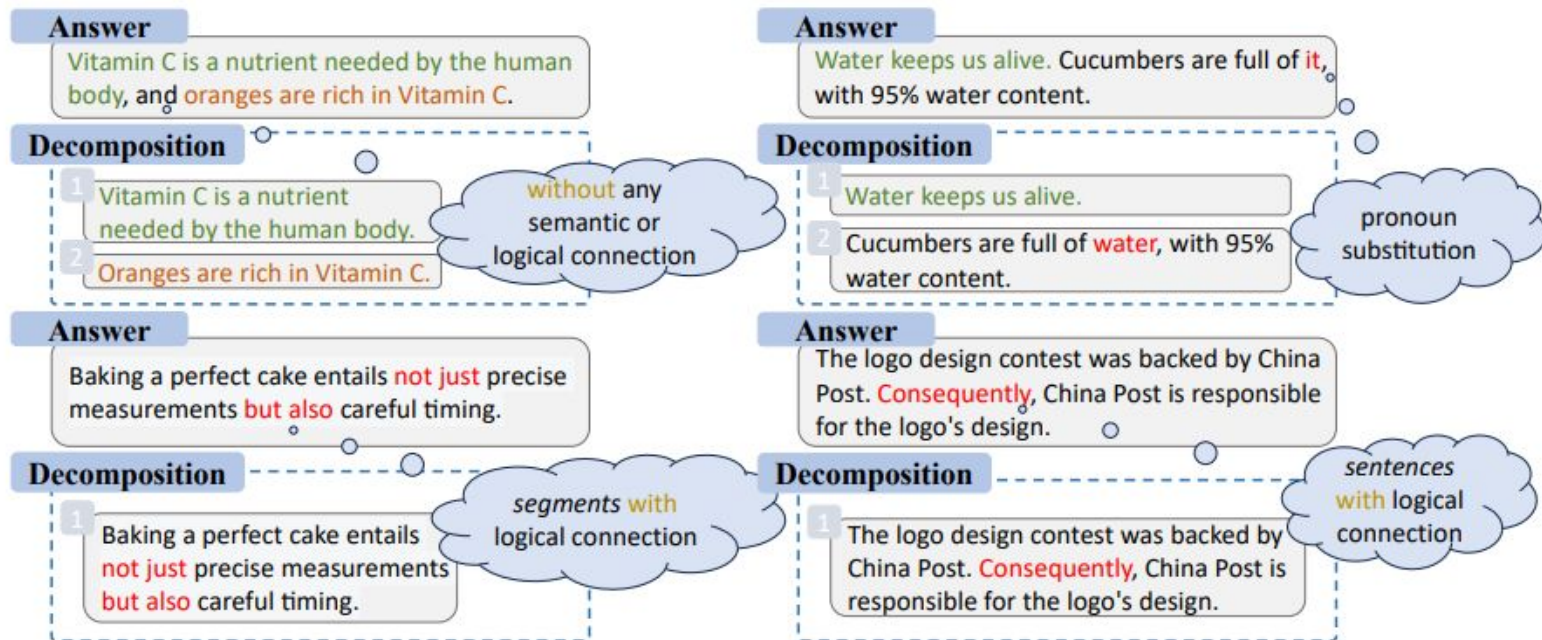 Answer
Vitamin C is a nutrient needed by the human
body, and oranges are rich in Vitamin C.
Decomposition
1
Vitamin C is a nutrient
needed by the human body.
2
Oranges are rich in Vitamin C.
without any
semantic or
logical connection
Answer
Water keeps us alive. Cucumbers are full of it,
with 95% water content.
Decomposition
1
Water keeps us alive.
2
Cucumbers are full of water, with 95%
water content.
pronoun
substitution
Answer
Baking a perfect cake entails not just precise
measurements but also careful timing.
Decomposition
1
Baking a perfect cake entails
not just precise measurements
but also careful timing.
segments with
logical connection
Answer
The logo design contest was backed by China
Post. Consequently, China Post is responsible
for the logo's design.
Decomposition
1
The logo design contest was backed by
China Post. Consequently, China Post is
responsible for the logo's design.
sentences
with logical
connection